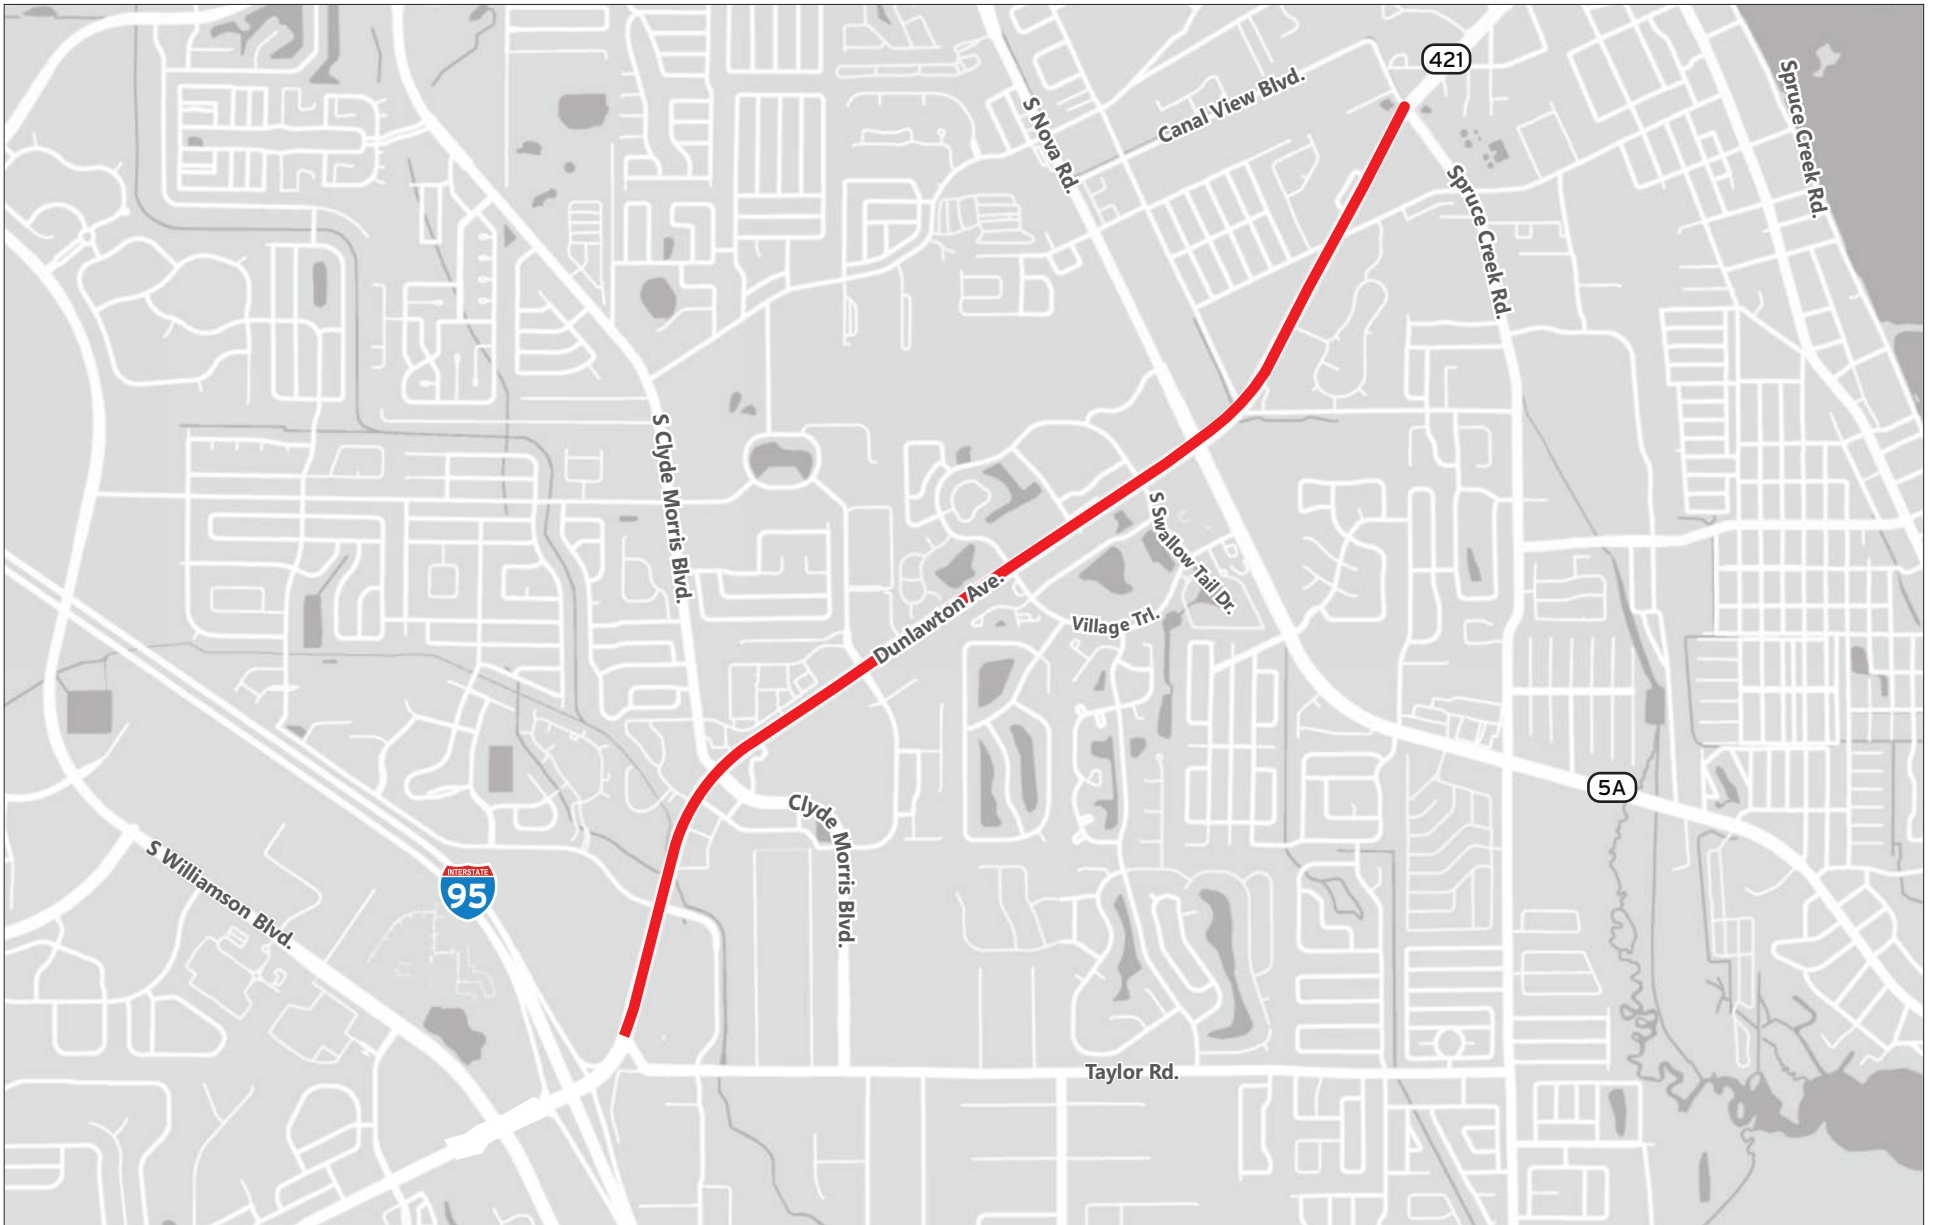 421
Canal View Blvd.
S Nova Rd.
Spruce Creek Rd.
Spruce Creek Rd.
S Clyde Morris Blvd.
S Swallow Tail Dr.
Dunlawton Ave.
Village Trl.
5A
Clyde Morris Blvd.
S Williamson Blvd.
INTERSTATE
95
Taylor Rd.